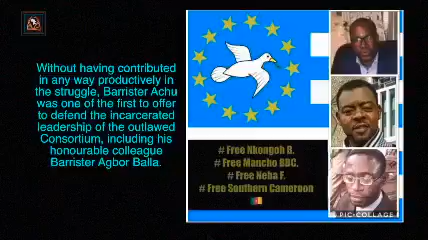 Without having contributed
in any way productively in
the struggle, Barrister Achu
was one of the first to offer
to defend the incarcerated
leadership of the outlawed
Consortium, including his
honourable colleague
Barrister Agbor Balla.
# Free Nkongoh B.
# Free Mancho BBC.
# Free Neba F.
# Free Southern Cameroon
PIC•COLLAGE